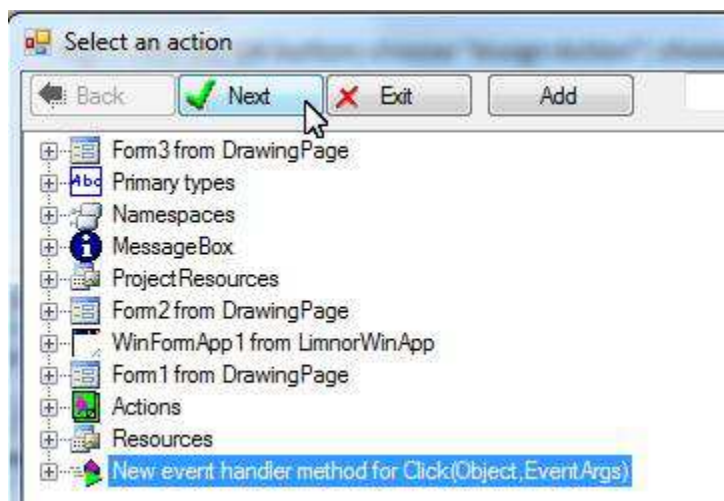 Select an action
Back Next Exit Add
Form3 from DrawingPage
Abc Primary types
Namespaces
MessageBox
ProjectResources
Form2 from DrawingPage
WinFormApp1 from LimnorWinApp
Form1 from DrawingPage
Actions
Resources
New event handler method for Click(Object,EventArgs)